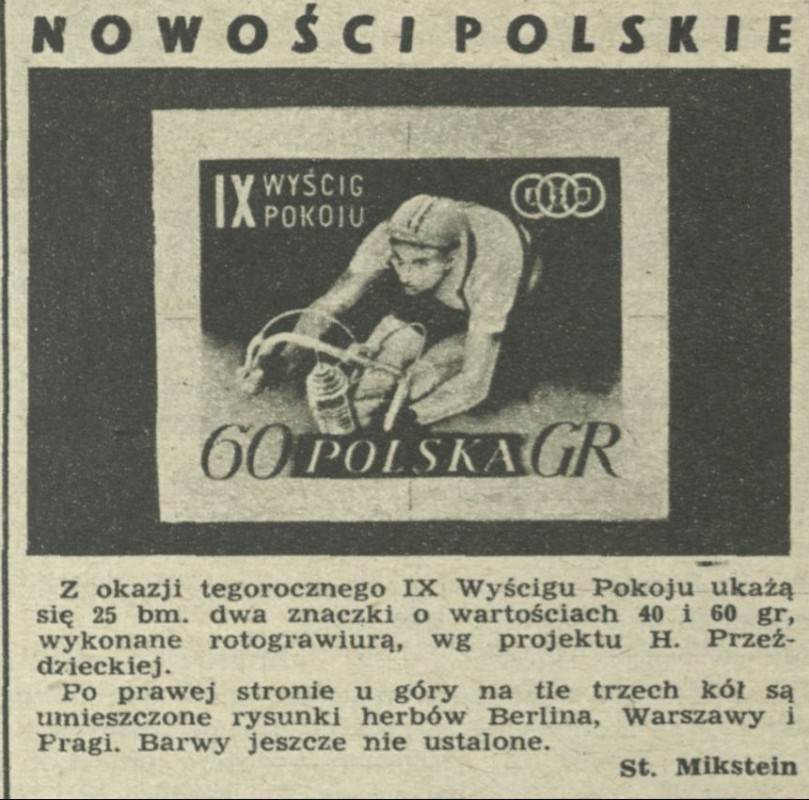 NOWOŚCI POLSKIE
IX WYŚCIG
POKOJU
60 POLSKA GR
Z okazji tegorocznego IX Wyścigu Pokoju ukażą
się 25 bm. dwa znaczki o wartościach 40 i 60 gr,
wykonane rotograwiurą, wg projektu H. Przeź-
dzieckiej.
Po prawej stronie u góry na tle trzech kół są
umieszczone rysunki herbów Berlina, Warszawy i
Pragi. Barwy jeszcze nie ustalone.
St. Mikstein